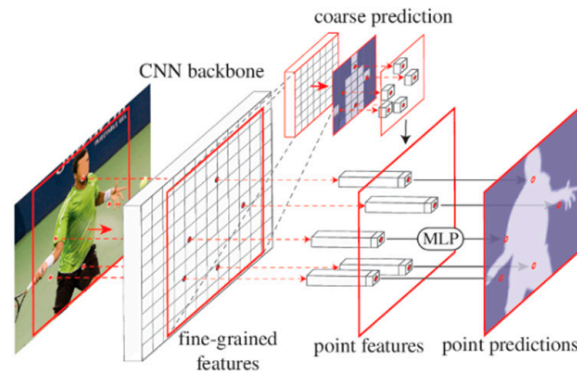 coarse prediction
CNN backbone
MLP
fine-grained
features
point features
point predictions